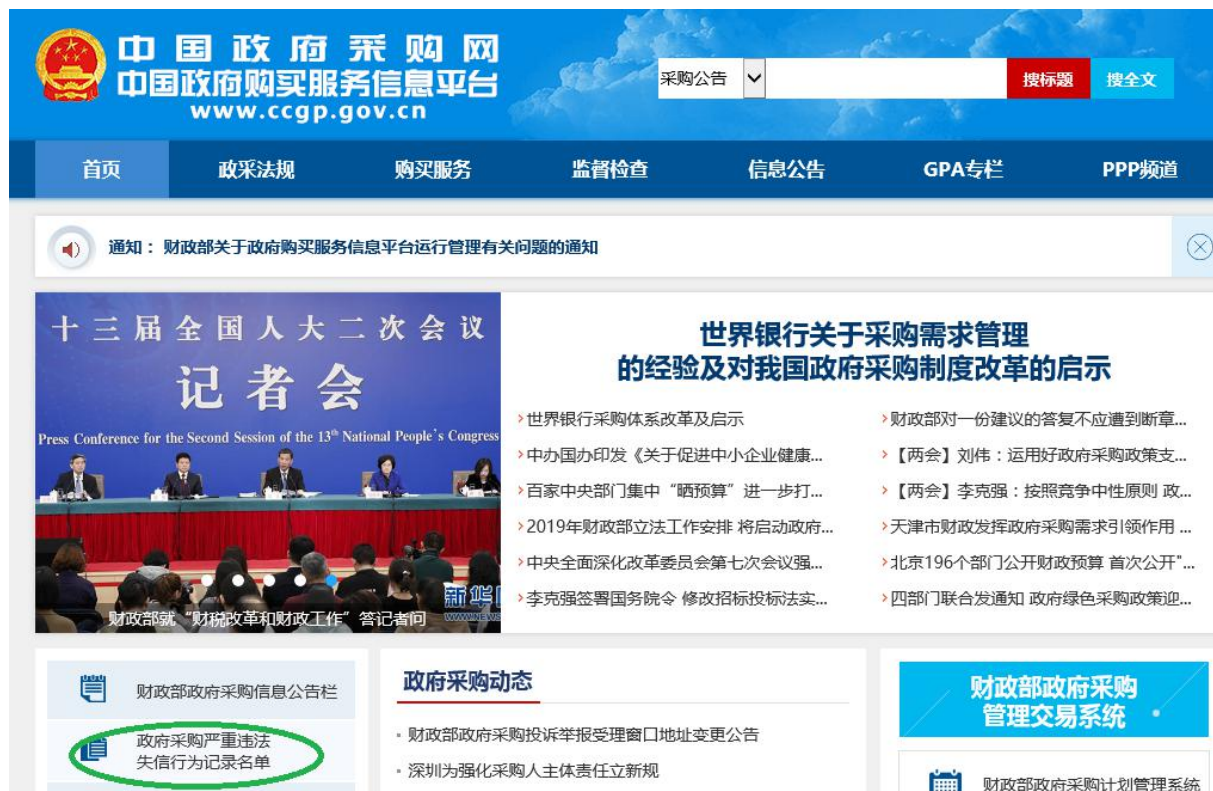 中国政府采购网
中国政府购买服务信息平台
www.ccgp.gov.cn
采购公告
搜标题
搜全文
首页
政采法规
购买服务
监督检查
信息公告
GPA专栏
PPP频道
通知：财政部关于政府购买服务信息平台运行管理有关问题的通知
十三届全国人大二次会议
记者会
Press Conference for the Second Session of the 13th National People's Congress
新华
财政部就“财税改革和财政工作”答记者问
世界银行关于采购需求管理
的经验及对我国政府采购制度改革的启示
世界银行采购体系改革及启示
中办国办印发《关于促进中小企业健康...
百家中央部门集中“晒预算”进一步打...
2019年财政部立法工作安排 将启动政府...
中央全面深化改革委员会第七次会议强...
李克强签署国务院令 修改招标投标法实...
财政部对一份建议的答复不应遭到断章...
【两会】刘伟：运用好政府采购政策支...
【两会】李克强：按照竞争中性原则 政...
天津市财政发挥政府采购需求引领作用 ...
北京196个部门公开财政预算 首次公开"...
四部门联合发通知 政府绿色采购政策迎...
财政部政府采购信息公告栏
政府采购严重违法
失信行为记录名单
政府采购动态
财政部政府采购投诉举报受理窗口地址变更公告
深圳为强化采购人主体责任立新规
财政部政府采购
管理交易系统
财政部政府采购计划管理系统